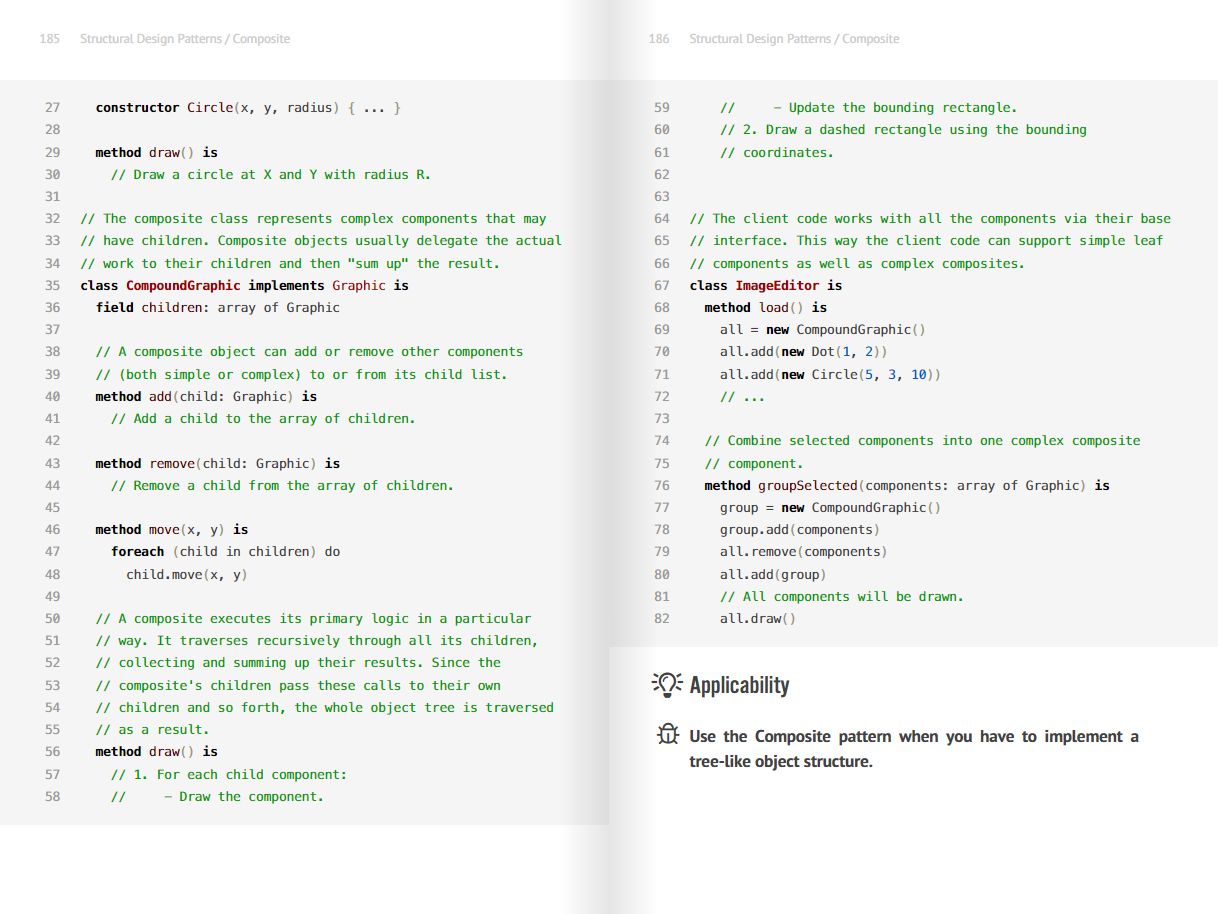 185 Structural Design Patterns / Composite
27 constructor Circle(x, y, radius) { ... }
28
29 method draw() is
30 // Draw a circle at X and Y with radius R.
31
32 // The composite class represents complex components that may
33 // have children. Composite objects usually delegate the actual
34 // work to their children and then "sum up" the result.
35 class CompoundGraphic implements Graphic is
36 field children: array of Graphic
37
38 // A composite object can add or remove other components
39 // (both simple or complex) to or from its child list.
40 method add(child: Graphic) is
41 // Add a child to the array of children.
42
43 method remove(child: Graphic) is
44 // Remove a child from the array of children.
45
46 method move(x, y) is
47 foreach (child in children) do
48 child.move(x, y)
49
50 // A composite executes its primary logic in a particular
51 // way. It traverses recursively through all its children,
52 // collecting and summing up their results. Since the
53 // composite's children pass these calls to their own
54 // children and so forth, the whole object tree is traversed
55 // as a result.
56 method draw() is
57 // 1. For each child component:
58 // – Draw the component.
186 Structural Design Patterns / Composite
59 // – Update the bounding rectangle.
60 // 2. Draw a dashed rectangle using the bounding
61 // coordinates.
62
63
64 // The client code works with all the components via their base
65 // interface. This way the client code can support simple leaf
66 // components as well as complex composites.
67 class ImageEditor is
68 method load() is
69 all = new CompoundGraphic()
70 all.add(new Dot(1, 2))
71 all.add(new Circle(5, 3, 10))
72 // ...
73
74 // Combine selected components into one complex composite
75 // component.
76 method groupSelected(components: array of Graphic) is
77 group = new CompoundGraphic()
78 group.add(components)
79 all.remove(components)
80 all.add(group)
81 // All components will be drawn.
82 all.draw()
Applicability
Use the Composite pattern when you have to implement a
tree-like object structure.